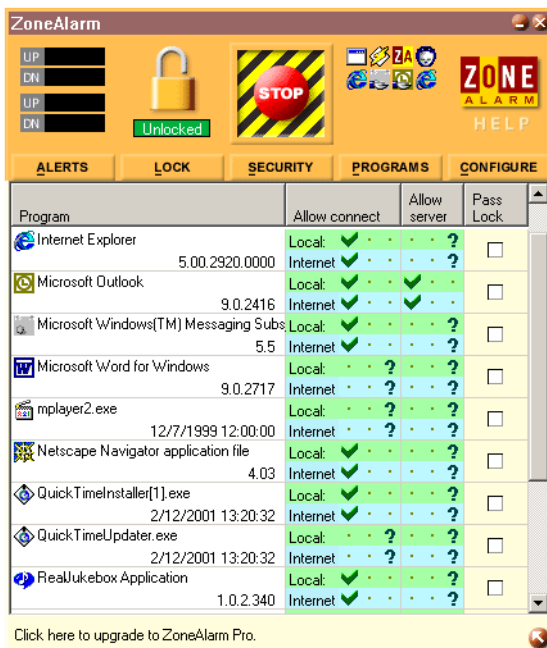 ZoneAlarm
UP
DN
UP
DN
Unlocked
STOP
ZA
ZONE
ALARM
HELP
ALERTS
LOCK
SECURITY
PROGRAMS
CONFIGURE
Program
Allow connect
Allow server
Pass Lock
Internet Explorer
5.00.2920.0000
Local: ?
Internet ?
Microsoft Outlook
9.0.2416
Local:
Internet
Microsoft Windows(TM) Messaging Subs
5.5
Local: ?
Internet ?
Microsoft Word for Windows
9.0.2717
Local: ? ?
Internet ? ?
mplayer2.exe
12/7/1999 12:00:00
Local: ? ?
Internet ? ?
Netscape Navigator application file
4.03
Local: ?
Internet ?
QuickTimeInstaller[1].exe
2/12/2001 13:20:32
Local: ?
Internet ?
QuickTimeUpdater.exe
2/12/2001 13:20:32
Local: ? ?
Internet ? ?
RealJukebox Application
1.0.2.340
Local: ?
Internet ?
Click here to upgrade to ZoneAlarm Pro.